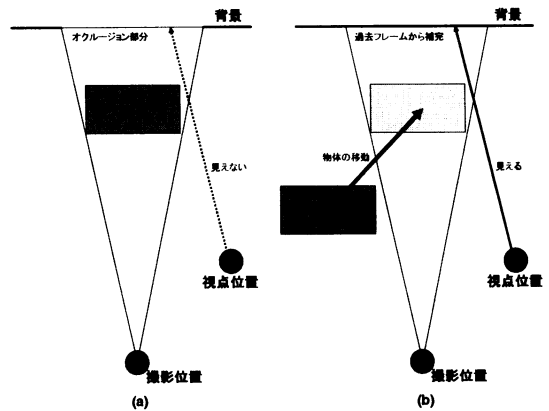 背景
オクルージョン部分
見えない
視点位置
撮影位置
(a)
背景
過去フレームから補完
物体の移動
見える
視点位置
撮影位置
(b)